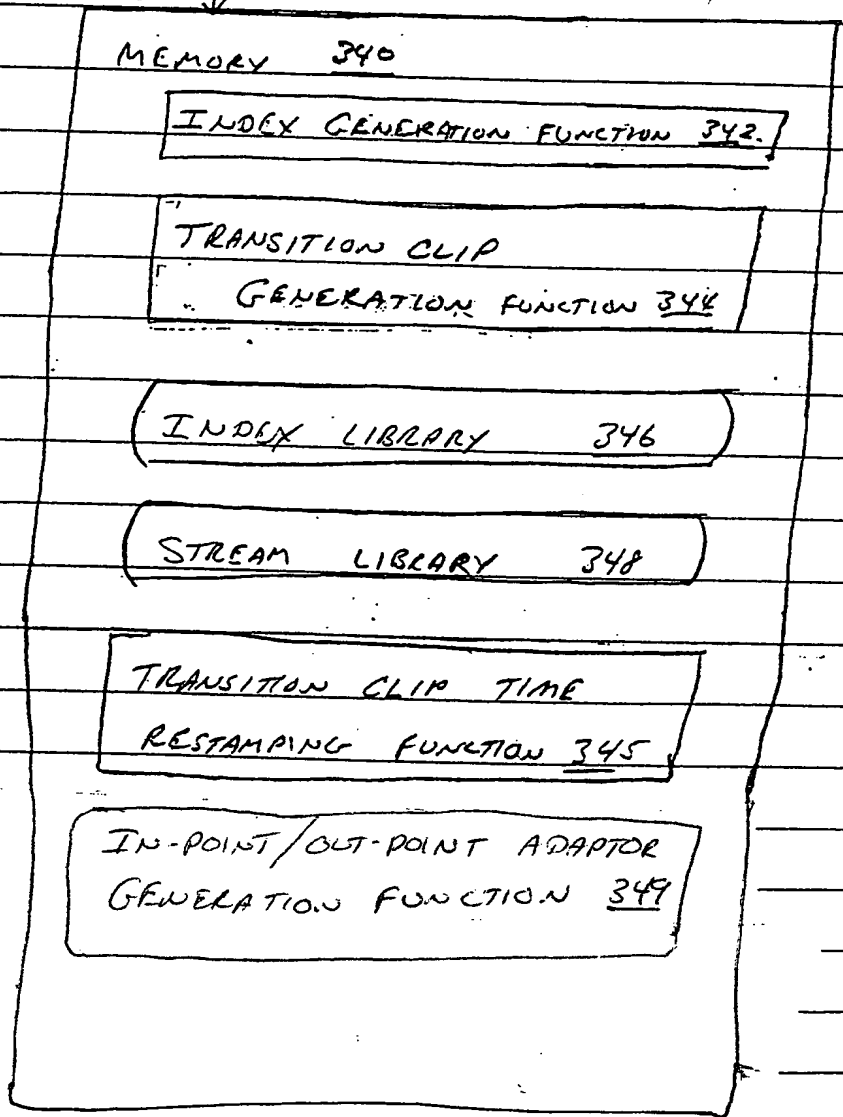 MEMORY 340
INDEX GENERATION FUNCTION 342.
TRANSITION CLIP
GENERATION FUNCTION 344
INDEX LIBRARY 346
STREAM LIBRARY 348
TRANSITION CLIP TIME
RESTAMPING FUNCTION 345
IN-POINT/OUT-POINT ADAPTOR
GENERATION FUNCTION 349